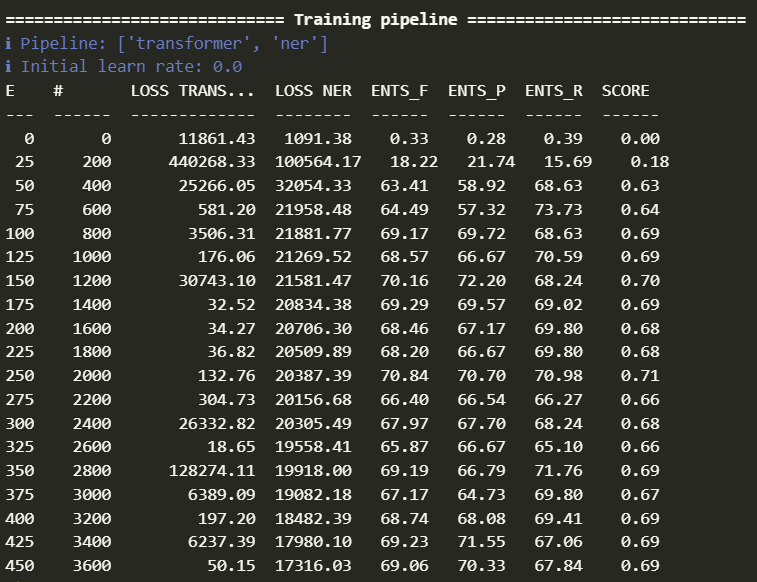 ============================= Training pipeline =============================
ℹ Pipeline: ['transformer', 'ner']
ℹ Initial learn rate: 0.0
E    #       LOSS TRANS...  LOSS NER  ENTS_F  ENTS_P  ENTS_R  SCORE
---  ------  -------------  --------  ------  ------  ------  ------
  0       0       11861.43   1091.38    0.33    0.28    0.39    0.00
 25     200      440268.33  100564.17   18.22   21.74   15.69    0.18
 50     400       25266.05  32054.33   63.41   58.92   68.63    0.63
 75     600         581.20  21958.48   64.49   57.32   73.73    0.64
100     800        3506.31  21881.77   69.17   69.72   68.63    0.69
125    1000         176.06  21269.52   68.57   66.67   70.59    0.69
150    1200       30743.10  21581.47   70.16   72.20   68.24    0.70
175    1400          32.52  20834.38   69.29   69.57   69.02    0.69
200    1600          34.27  20706.30   68.46   67.17   69.80    0.68
225    1800          36.82  20509.89   68.20   66.67   69.80    0.68
250    2000         132.76  20387.39   70.84   70.70   70.98    0.71
275    2200         304.73  20156.68   66.40   66.54   66.27    0.66
300    2400       26332.82  20305.49   67.97   67.70   68.24    0.68
325    2600          18.65  19558.41   65.87   66.67   65.10    0.66
350    2800      128274.11  19918.00   69.19   66.79   71.76    0.69
375    3000        6389.09  19082.18   67.17   64.73   69.80    0.67
400    3200         197.20  18482.39   68.74   68.08   69.41    0.69
425    3400        6237.39  17980.10   69.23   71.55   67.06    0.69
450    3600          50.15  17316.03   69.06   70.33   67.84    0.69